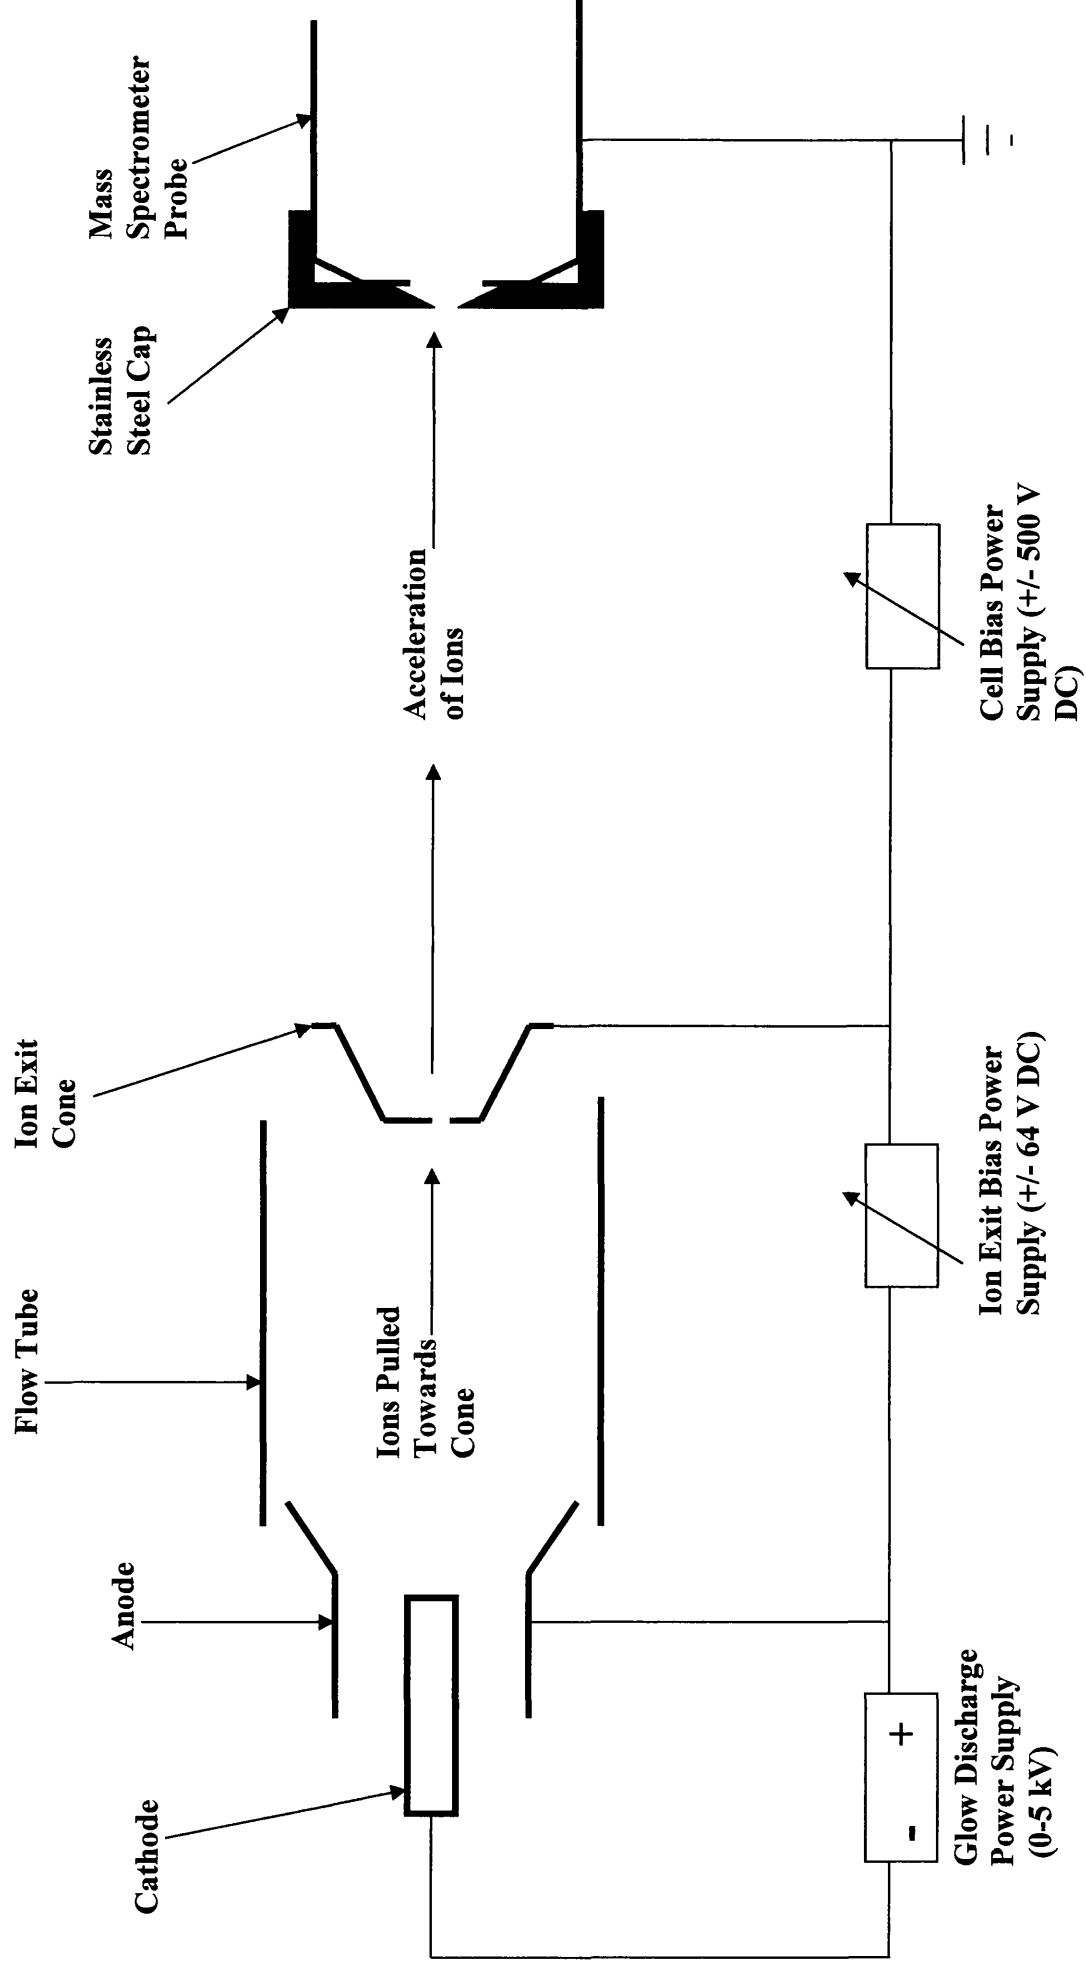 Cathode
Anode
Flow Tube
Ion Exit
Cone
Stainless
Steel Cap
Mass
Spectrometer
Probe
Ions Pulled
Towards
Cone
Acceleration
of Ions
- +
Glow Discharge
Power Supply
(0-5 kV)
Ion Exit Bias Power
Supply (+/- 64 V DC)
Cell Bias Power
Supply (+/- 500 V
DC)